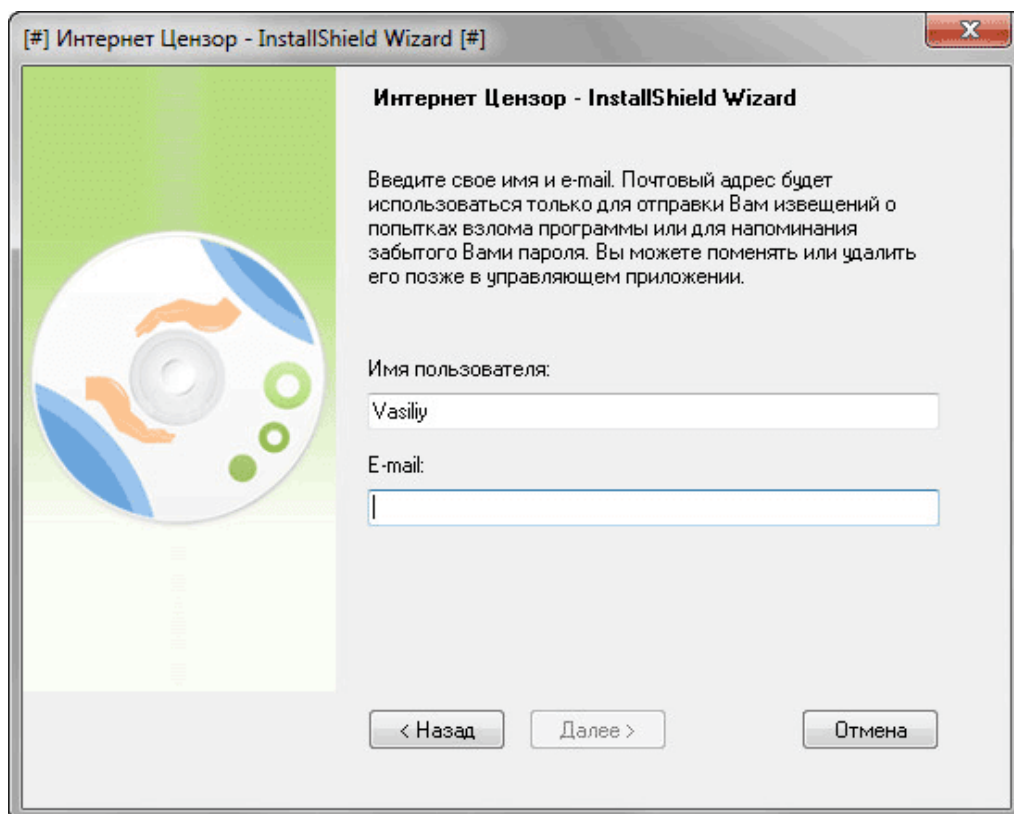 [#] Интернет Цензор - InstallShield Wizard [#]
Интернет Цензор - InstallShield Wizard
Введите свое имя и e-mail. Почтовый адрес будет
использоваться только для отправки Вам извещений о
попытках взлома программы или для напоминания
забытого Вами пароля. Вы можете поменять или удалить
его позже в управляющем приложении.
Имя пользователя:
Vasiliy
E-mail:
< Назад
Далее >
Отмена